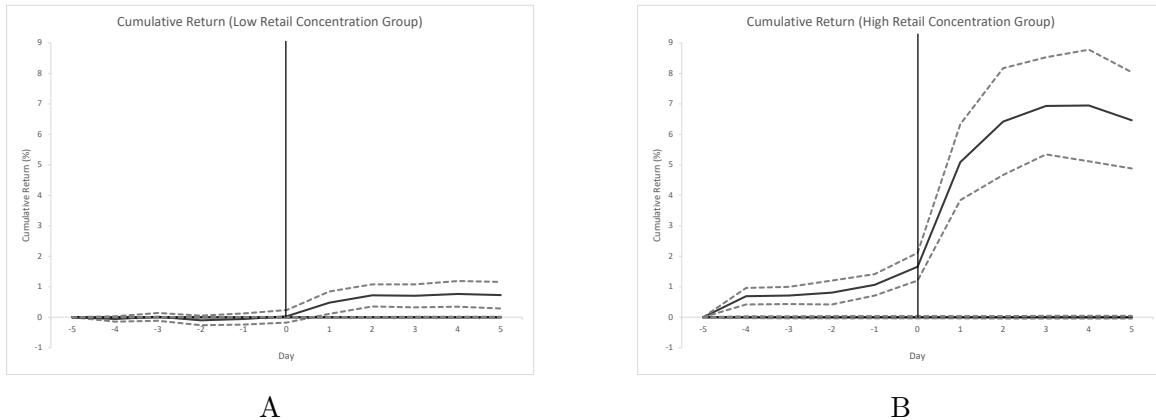 Cumulative Return (Low Retail Concentration Group)
9
8
7
6
5
4
3
2
1
0
-1
Cumulative Return (%)
-5 -4 -3 -2 -1 0 1 2 3 4 5
Day
A
Cumulative Return (High Retail Concentration Group)
9
8
7
6
5
4
3
2
1
0
-1
Cumulative Return (%)
-5 -4 -3 -2 -1 0 1 2 3 4 5
Day
B